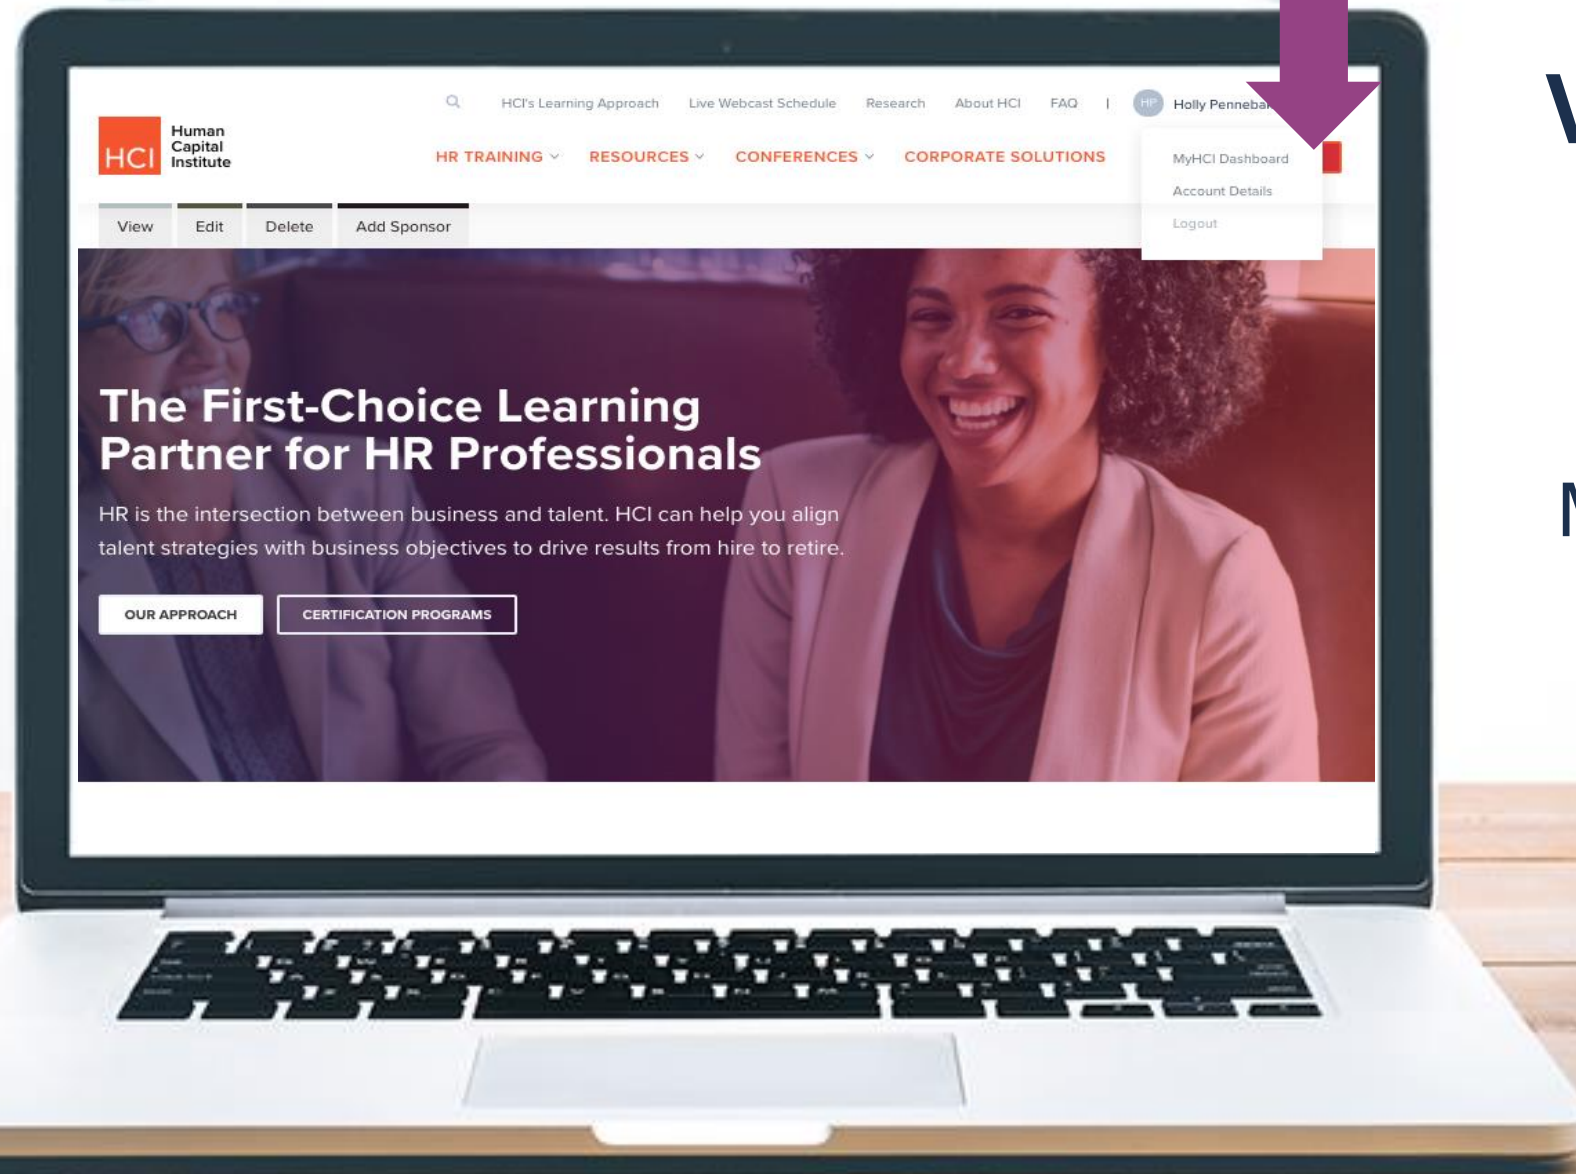 HCI's Learning Approach Live Webcast Schedule Research About HCI FAQ | HP Holly
HCI Human
Capital
Institute
HR TRAINING RESOURCES CONFERENCES CORPORATE SOLUTIONS
MyHCI Dashboard
Account Details
Logout
View Edit Delete Add Sponsor
The First-Choice Learning
Partner for HR Professionals
HR is the intersection between business and talent. HCI can help you align
talent strategies with business objectives to drive results from hire to retire.
OUR APPROACH CERTIFICATION PROGRAMS